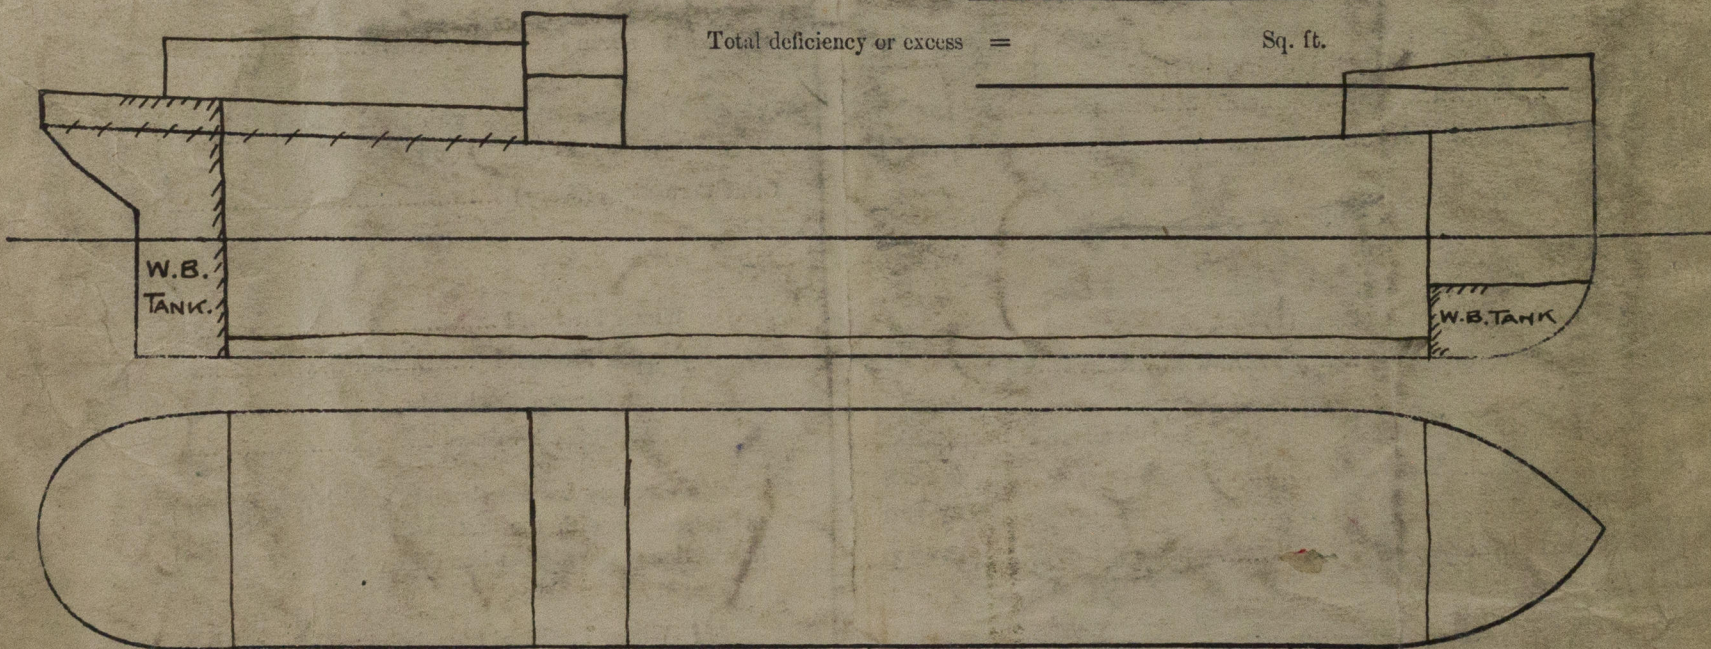 Total deficiency or excess = Sq. ft.
W.B.
TANK.
W.B. TANK